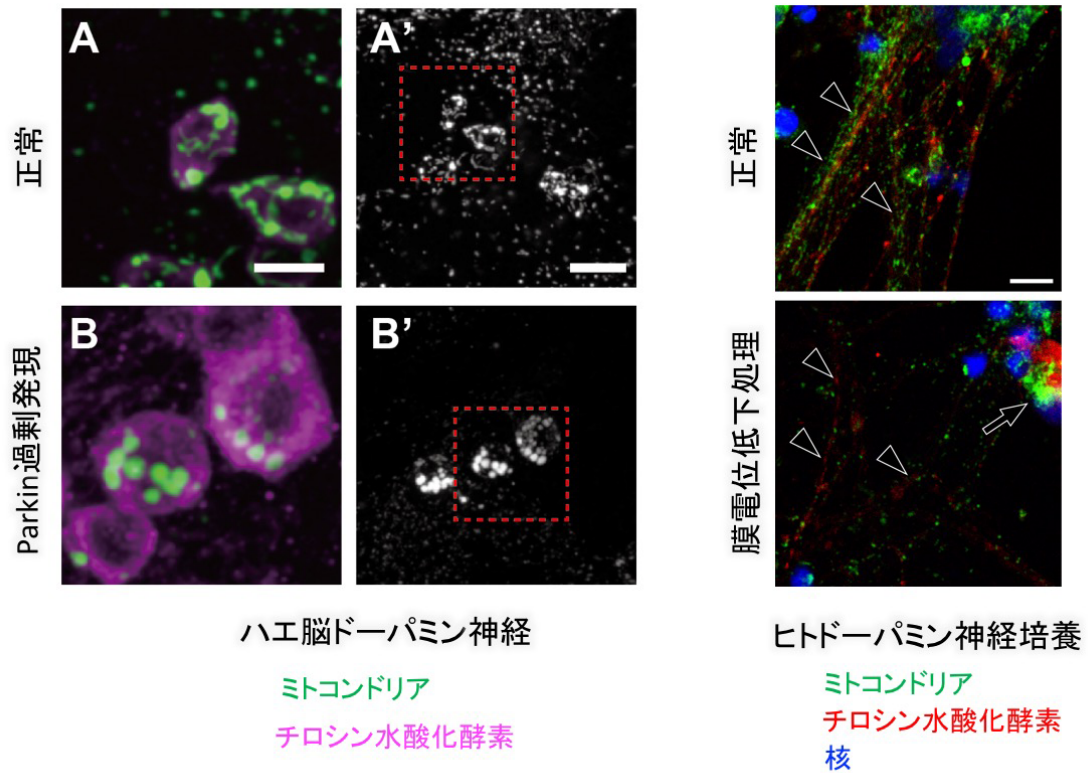 正常
A
A’
正常
Parkin過剰発現
B
B’
膜電位低下処理
ハエ脳ドーパミン神経
ミトコンドリア
チロシン水酸化酵素
ヒトドーパミン神経培養
ミトコンドリア
チロシン水酸化酵素
核